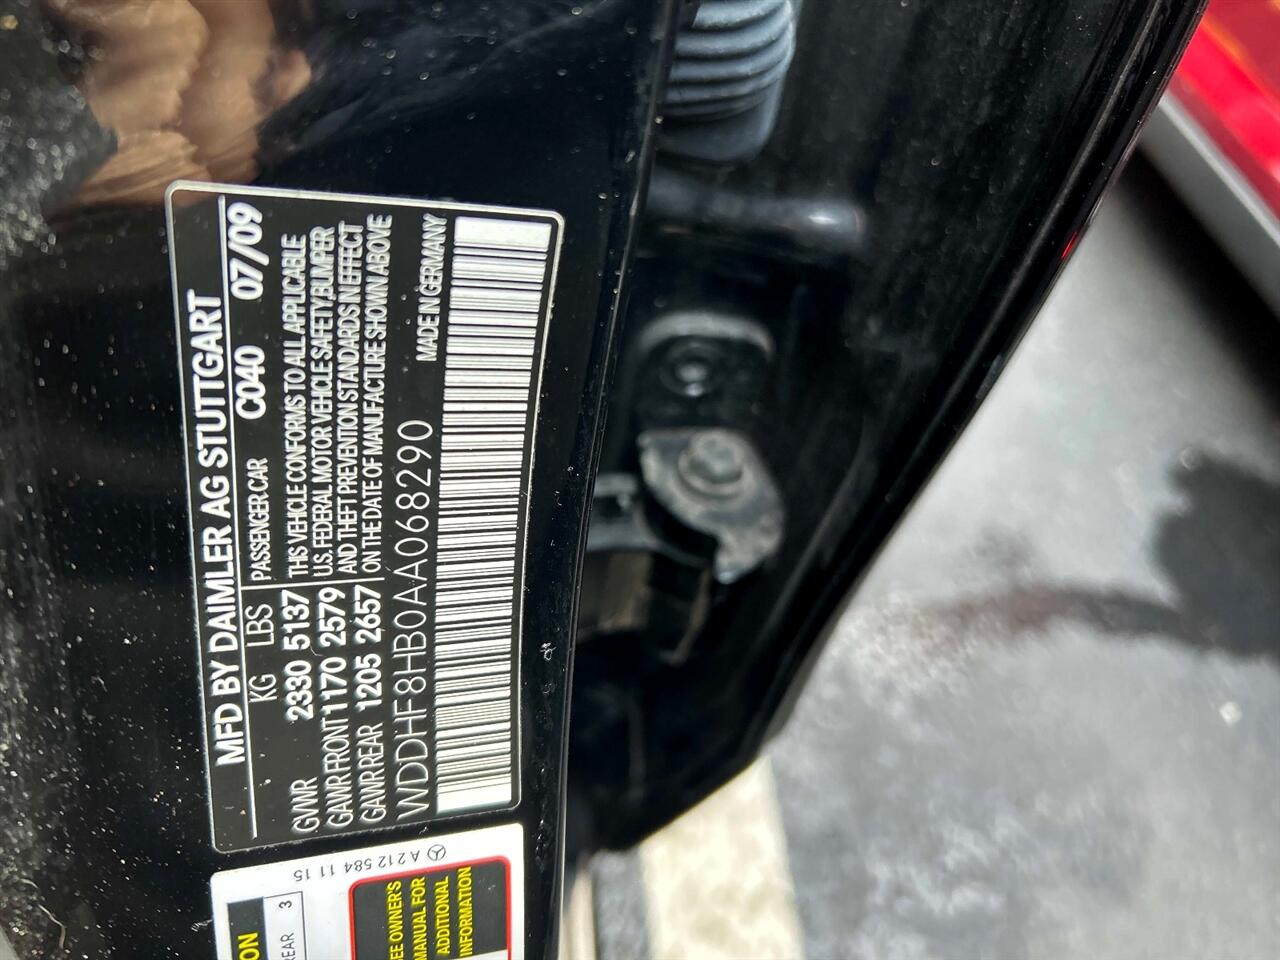 MFD BY DAIMLER AG STUTTGART
KG LBS PASSENGER CAR C040 07/09
GVWR 2330 5137 THIS VEHICLE CONFORMS TO ALL APPLICABLE
GAWR FRONT 1170 2579 U.S. FEDERAL MOTOR VEHICLE SAFETY,BUMPER
GAWR REAR 1205 2657 AND THEFT PREVENTION STANDARDS IN EFFECT
ON THE DATE OF MANUFACTURE SHOWN ABOVE
WDDHF8HB0AA068290 MADE IN GERMANY
A 212 584 11 15
ON
REAR 3
EE OWNER'S
MANUAL FOR
ADDITIONAL
INFORMATION